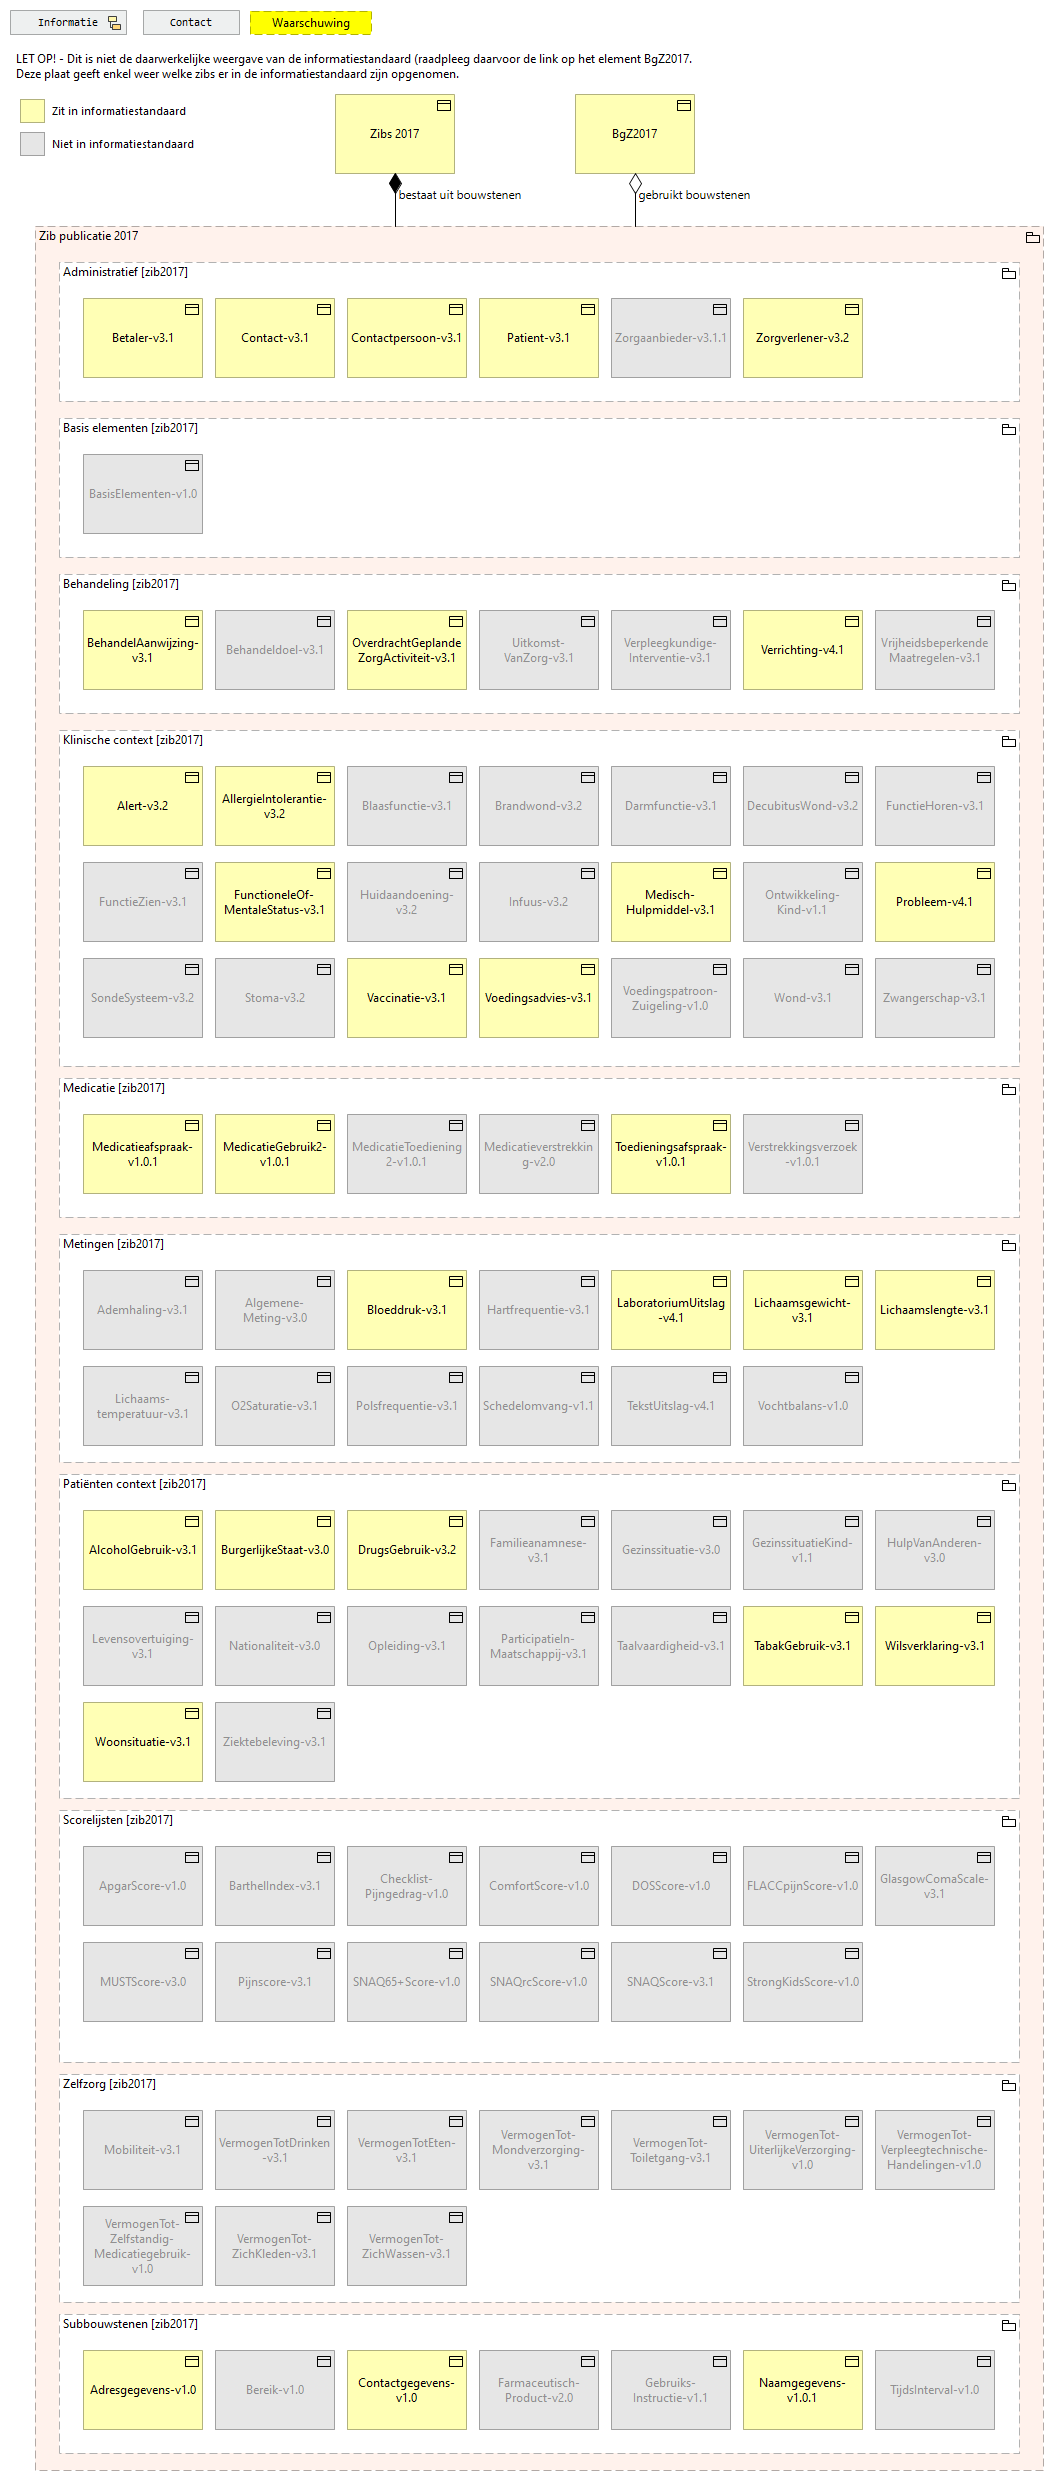 Informatie
Contact
Waarschuwing
LET OP! - Dit is niet de daarwerkelijke weergave van de informatiestandaard (raadpleeg daarvoor de link op het element BgZ2017.
Deze plaat geeft enkel weer welke zibs er in de informatiestandaard zijn opgenomen.
Zit in informatiestandaard
Niet in informatiestandaard
Zibs 2017
BgZ2017
bestaat uit bouwstenen
gebruikt bouwstenen
Zib publicatie 2017
Administratief [zib2017]
Betaler-v3.1
Contact-v3.1
Contactpersoon-v3.1
Patient-v3.1
Zorgaanbieder-v3.1.1
Zorgverlener-v3.2
Basis elementen [zib2017]
BasisElementen-v1.0
Behandeling [zib2017]
BehandelAanwijzing-
v3.1
Behandeldoel-v3.1
OverdrachtGeplande
ZorgActiviteit-v3.1
Uitkomst-
VanZorg-v3.1
Verpleegkundige-
Interventie-v3.1
Verrichting-v4.1
Vrijheidsbeperkende
Maatregelen-v3.1
Klinische context [zib2017]
Alert-v3.2
AllergieIntolerantie-
v3.2
Blaasfunctie-v3.1
Brandwond-v3.2
Darmfunctie-v3.1
DecubitusWond-v3.2
FunctieHoren-v3.1
FunctieZien-v3.1
FunctioneleOf-
MentaleStatus-v3.1
Huidaandoening-
v3.2
Infuus-v3.2
Medisch-
Hulpmiddel-v3.1
Ontwikkeling-
Kind-v1.1
Probleem-v4.1
SondeSysteem-v3.2
Stoma-v3.2
Vaccinatie-v3.1
Voedingsadvies-v3.1
Voedingspatroon-
Zuigeling-v1.0
Wond-v3.1
Zwangerschap-v3.1
Medicatie [zib2017]
Medicatieafspraak-
v1.0.1
MedicatieGebruik2-
v1.0.1
MedicatieToediening
2-v1.0.1
Medicatieverstrekkin
g-v2.0
Toedieningsafspraak-
v1.0.1
Verstrekkingsverzoek
-v1.0.1
Metingen [zib2017]
Ademhaling-v3.1
Algemene-
Meting-v3.0
Bloeddruk-v3.1
Hartfrequentie-v3.1
LaboratoriumUitslag
-v4.1
Lichaamsgewicht-
v3.1
Lichaamslengte-v3.1
Lichaams-
temperatuur-v3.1
O2Saturatie-v3.1
Polsfrequentie-v3.1
Schedelomvang-v1.1
TekstUitslag-v4.1
Vochtbalans-v1.0
Patiënten context [zib2017]
AlcoholGebruik-v3.1
BurgerlijkeStaat-v3.0
DrugsGebruik-v3.2
Familieanamnese-
v3.1
Gezinssituatie-v3.0
GezinssituatieKind-
v1.1
HulpVanAnderen-
v3.0
Levensovertuiging-
v3.1
Nationaliteit-v3.0
Opleiding-v3.1
ParticipatieIn-
Maatschappij-v3.1
Taalvaardigheid-v3.1
TabakGebruik-v3.1
Wilsverklaring-v3.1
Woonsituatie-v3.1
Ziektebeleving-v3.1
Scorelijsten [zib2017]
ApgarScore-v1.0
BarthelIndex-v3.1
Checklist-
Pijngedrag-v1.0
ComfortScore-v1.0
DOSScore-v1.0
FLACCpijnScore-v1.0
GlasgowComaScale-
v3.1
MUSTScore-v3.0
Pijnscore-v3.1
SNAQ65+Score-v1.0
SNAQrcScore-v1.0
SNAQScore-v3.1
StrongKidsScore-v1.0
Zelfzorg [zib2017]
Mobiliteit-v3.1
VermogenTotDrinken
-v3.1
VermogenTotEten-
v3.1
VermogenTot-
Mondverzorging-
v3.1
VermogenTot-
Toiletgang-v3.1
VermogenTot-
UiterlijkeVerzorging-
v1.0
VermogenTot-
Verpleegtechnische-
Handelingen-v1.0
VermogenTot-
Zelfstandig-
Medicatiegebruik-
v1.0
VermogenTot-
ZichKleden-v3.1
VermogenTot-
ZichWassen-v3.1
Subbouwstenen [zib2017]
Adresgegevens-v1.0
Bereik-v1.0
Contactgegevens-
v1.0
Farmaceutisch-
Product-v2.0
Gebruiks-
Instructie-v1.1
Naamgegevens-
v1.0.1
TijdsInterval-v1.0